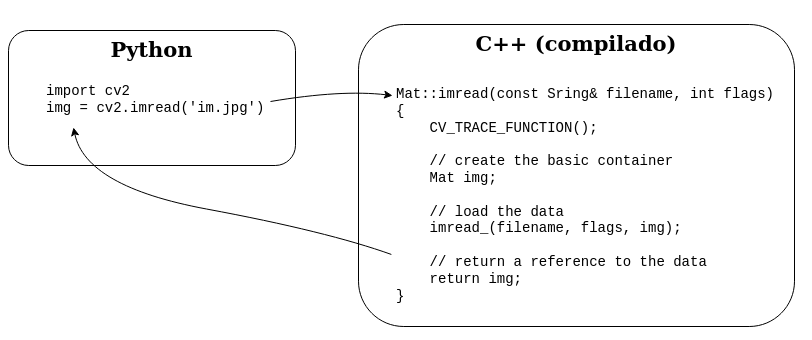 Python
import cv2
img = cv2.imread('im.jpg')
C++ (compilado)
Mat::imread(const Sring& filename, int flags)
{
    CV_TRACE_FUNCTION();
    // create the basic container
    Mat img;
    // load the data
    imread_(filename, flags, img);
    // return a reference to the data
    return img;
}